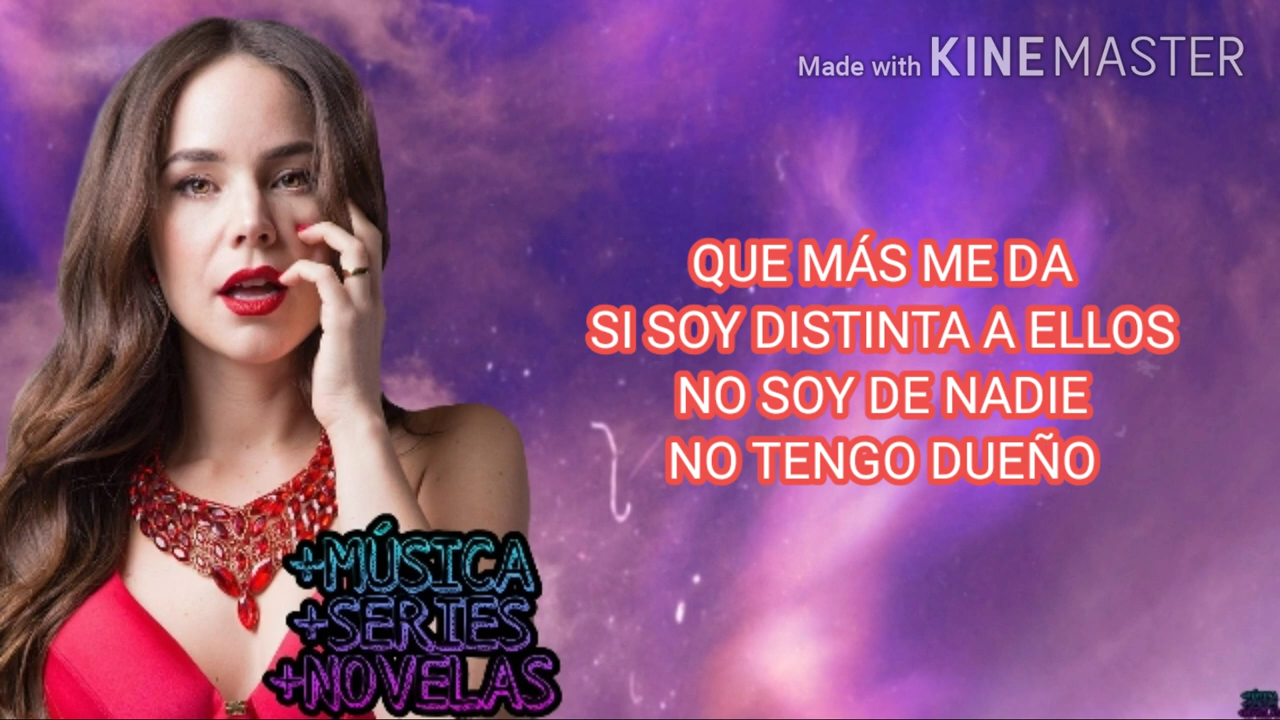 Made with KINEMASTER
QUE MÁS ME DA
SI SOY DISTINTA A ELLOS
NO SOY DE NADIE
NO TENGO DUEÑO
+MÚSICA
+SERIES
+NOVELAS